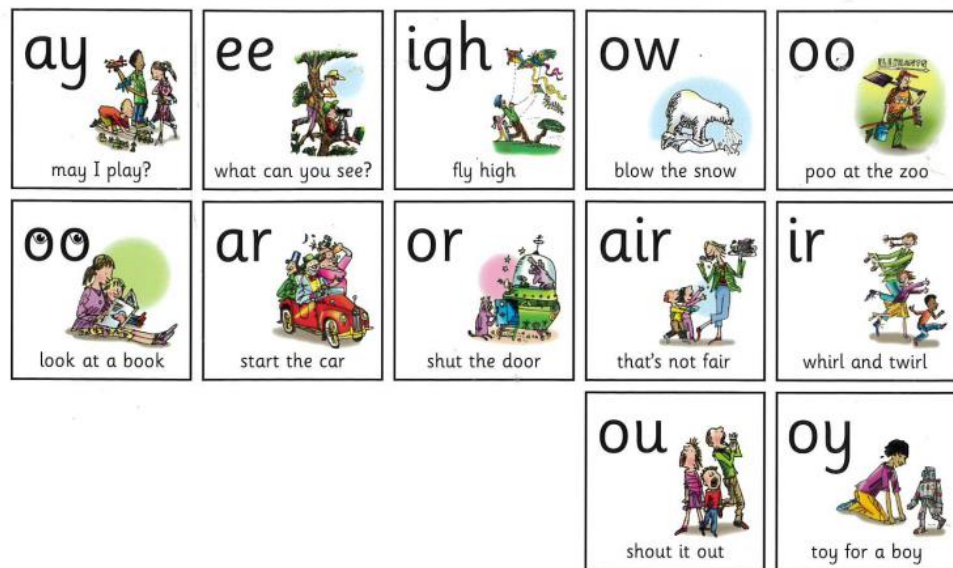 ay
may I play?
ee
what can you see?
igh
fly high
ow
blow the snow
oo
ELEPHANTS
poo at the zoo
oo
look at a book
ar
start the car
or
shut the door
air
that's not fair
ir
whirl and twirl
ou
shout it out
oy
toy for a boy